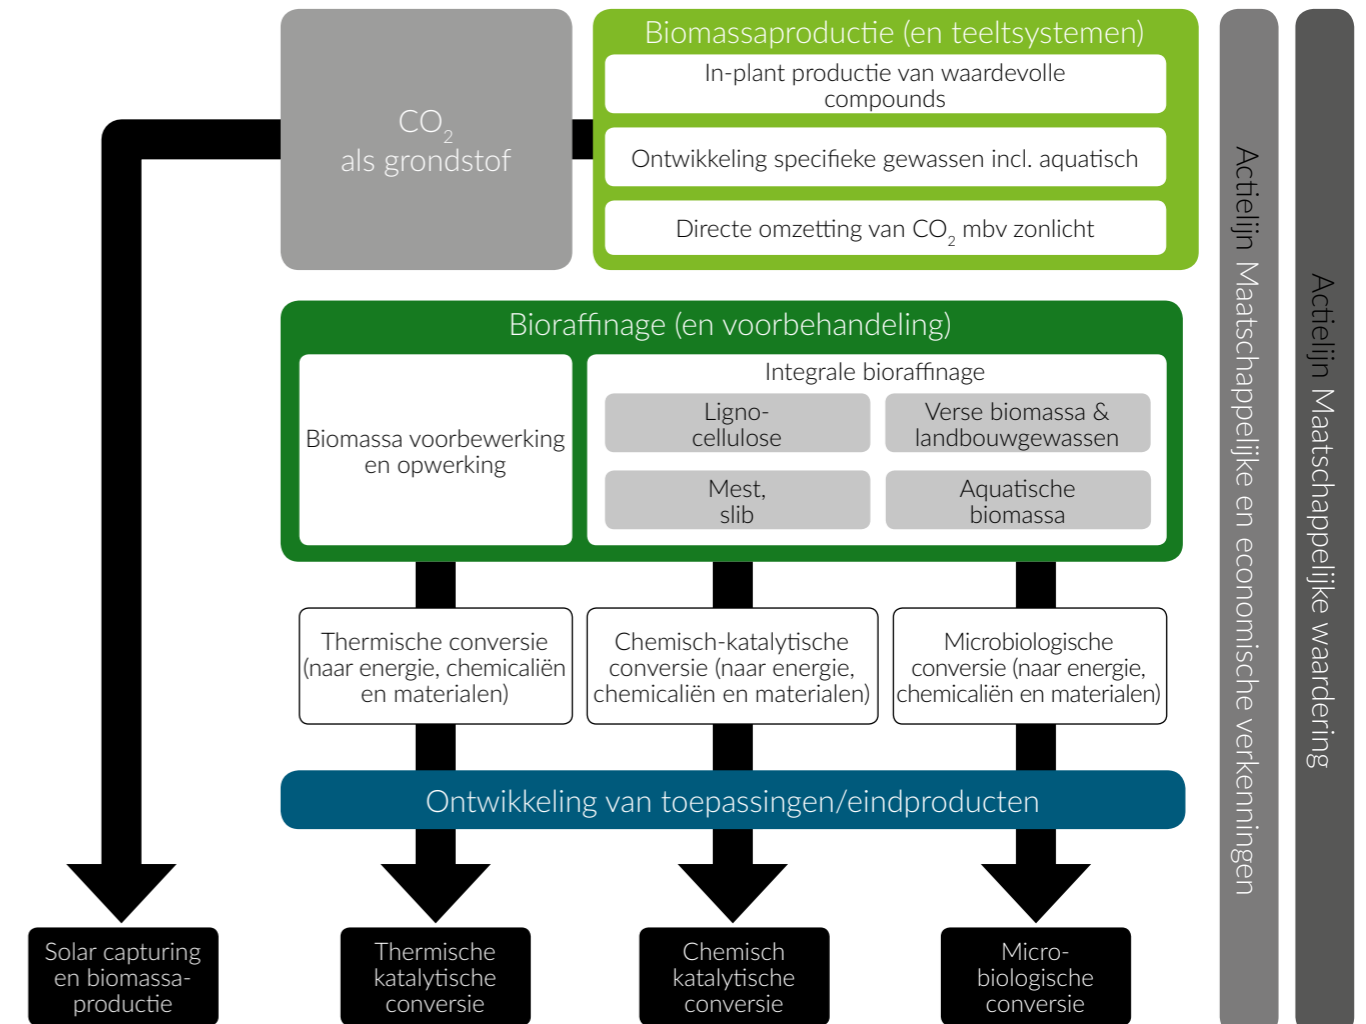 CO2
als grondstof
Biomassaproductie (en teeltsystemen)
In-plant productie van waardevolle
compounds
Ontwikkeling specifieke gewassen incl. aquatisch
Directe omzetting van CO2 mbv zonlicht
Bioraffinage (en voorbehandeling)
Biomassa voorbewerking
en opwerking
Integrale bioraffinage
Ligno-
cellulose
Verse biomassa &
landbouwgewassen
Mest,
slib
Aquatische
biomassa
Thermische conversie
(naar energie, chemicaliën
en materialen)
Chemisch-katalytische
conversie (naar energie,
chemicaliën en materialen)
Microbiologische
conversie (naar energie,
chemicaliën en materialen)
Ontwikkeling van toepassingen/eindproducten
Solar capturing
en biomassa-
productie
Thermische
katalytische
conversie
Chemisch
katalytische
conversie
Micro-
biologische
conversie
Actielijn Maatschappelijke en economische verkenningen
Actielijn Maatschappelijke waardering